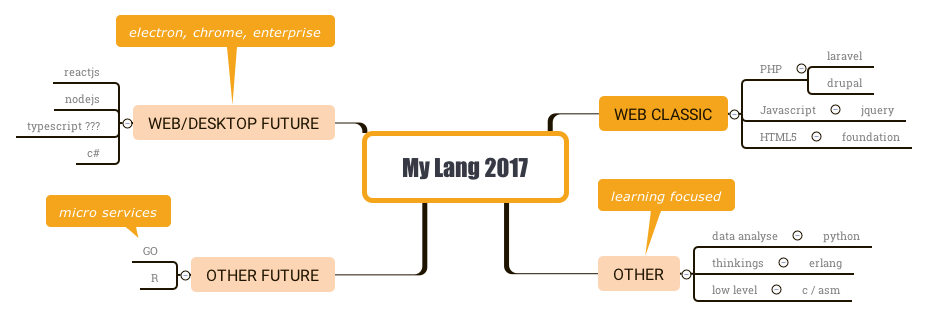 electron, chrome, enterprise
reactjs
nodejs
typescript ???
c#
WEB/DESKTOP FUTURE
My Lang 2017
WEB CLASSIC
PHP
laravel
drupal
Javascript
jquery
HTML5
foundation
micro services
GO
R
OTHER FUTURE
learning focused
OTHER
data analyse
python
thinkings
erlang
low level
c / asm